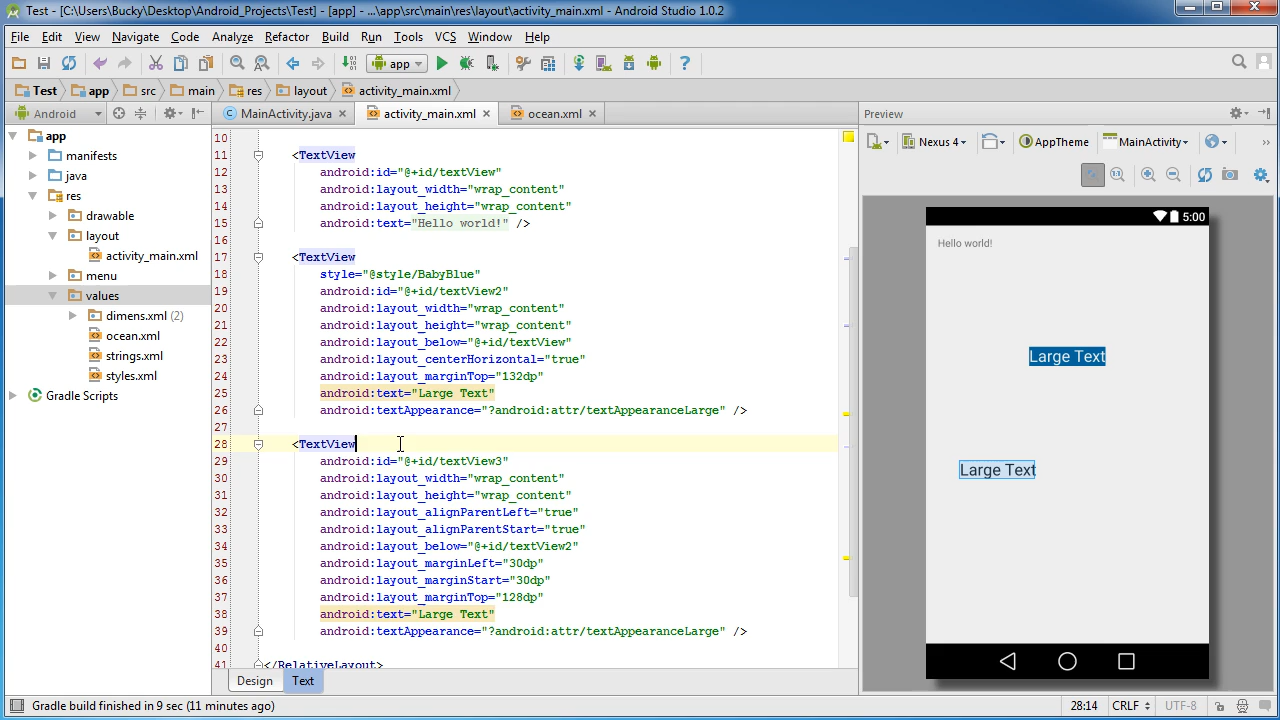 Test - [C:\Users\Bucky\Desktop\Android_Projects\Test] - [app] - ...\app\src\main\res\layout\activity_main.xml - Android Studio 1.0.2
File Edit View Navigate Code Analyze Refactor Build Run Tools VCS Window Help
app
Test app src main res layout activity_main.xml
Android
MainActivity.java activity_main.xml ocean.xml
Preview
app
manifests
java
res
drawable
layout
activity_main.xml
menu
values
dimens.xml (2)
ocean.xml
strings.xml
styles.xml
Gradle Scripts
10
11 <TextView
12 android:id="@+id/textView"
13 android:layout_width="wrap_content"
14 android:layout_height="wrap_content"
15 android:text="Hello world!" />
16
17 <TextView
18 style="@style/BabyBlue"
19 android:id="@+id/textView2"
20 android:layout_width="wrap_content"
21 android:layout_height="wrap_content"
22 android:layout_below="@+id/textView"
23 android:layout_centerHorizontal="true"
24 android:layout_marginTop="132dp"
25 android:text="Large Text"
26 android:textAppearance="?android:attr/textAppearanceLarge" />
27
28 <TextView
29 android:id="@+id/textView3"
30 android:layout_width="wrap_content"
31 android:layout_height="wrap_content"
32 android:layout_alignParentLeft="true"
33 android:layout_alignParentStart="true"
34 android:layout_below="@+id/textView2"
35 android:layout_marginLeft="30dp"
36 android:layout_marginStart="30dp"
37 android:layout_marginTop="128dp"
38 android:text="Large Text"
39 android:textAppearance="?android:attr/textAppearanceLarge" />
40
41 </RelativeLayout>
Design Text
Nexus 4 AppTheme MainActivity
5:00
Hello world!
Large Text
Large Text
Gradle build finished in 9 sec (11 minutes ago)
28:14 CRLF UTF-8